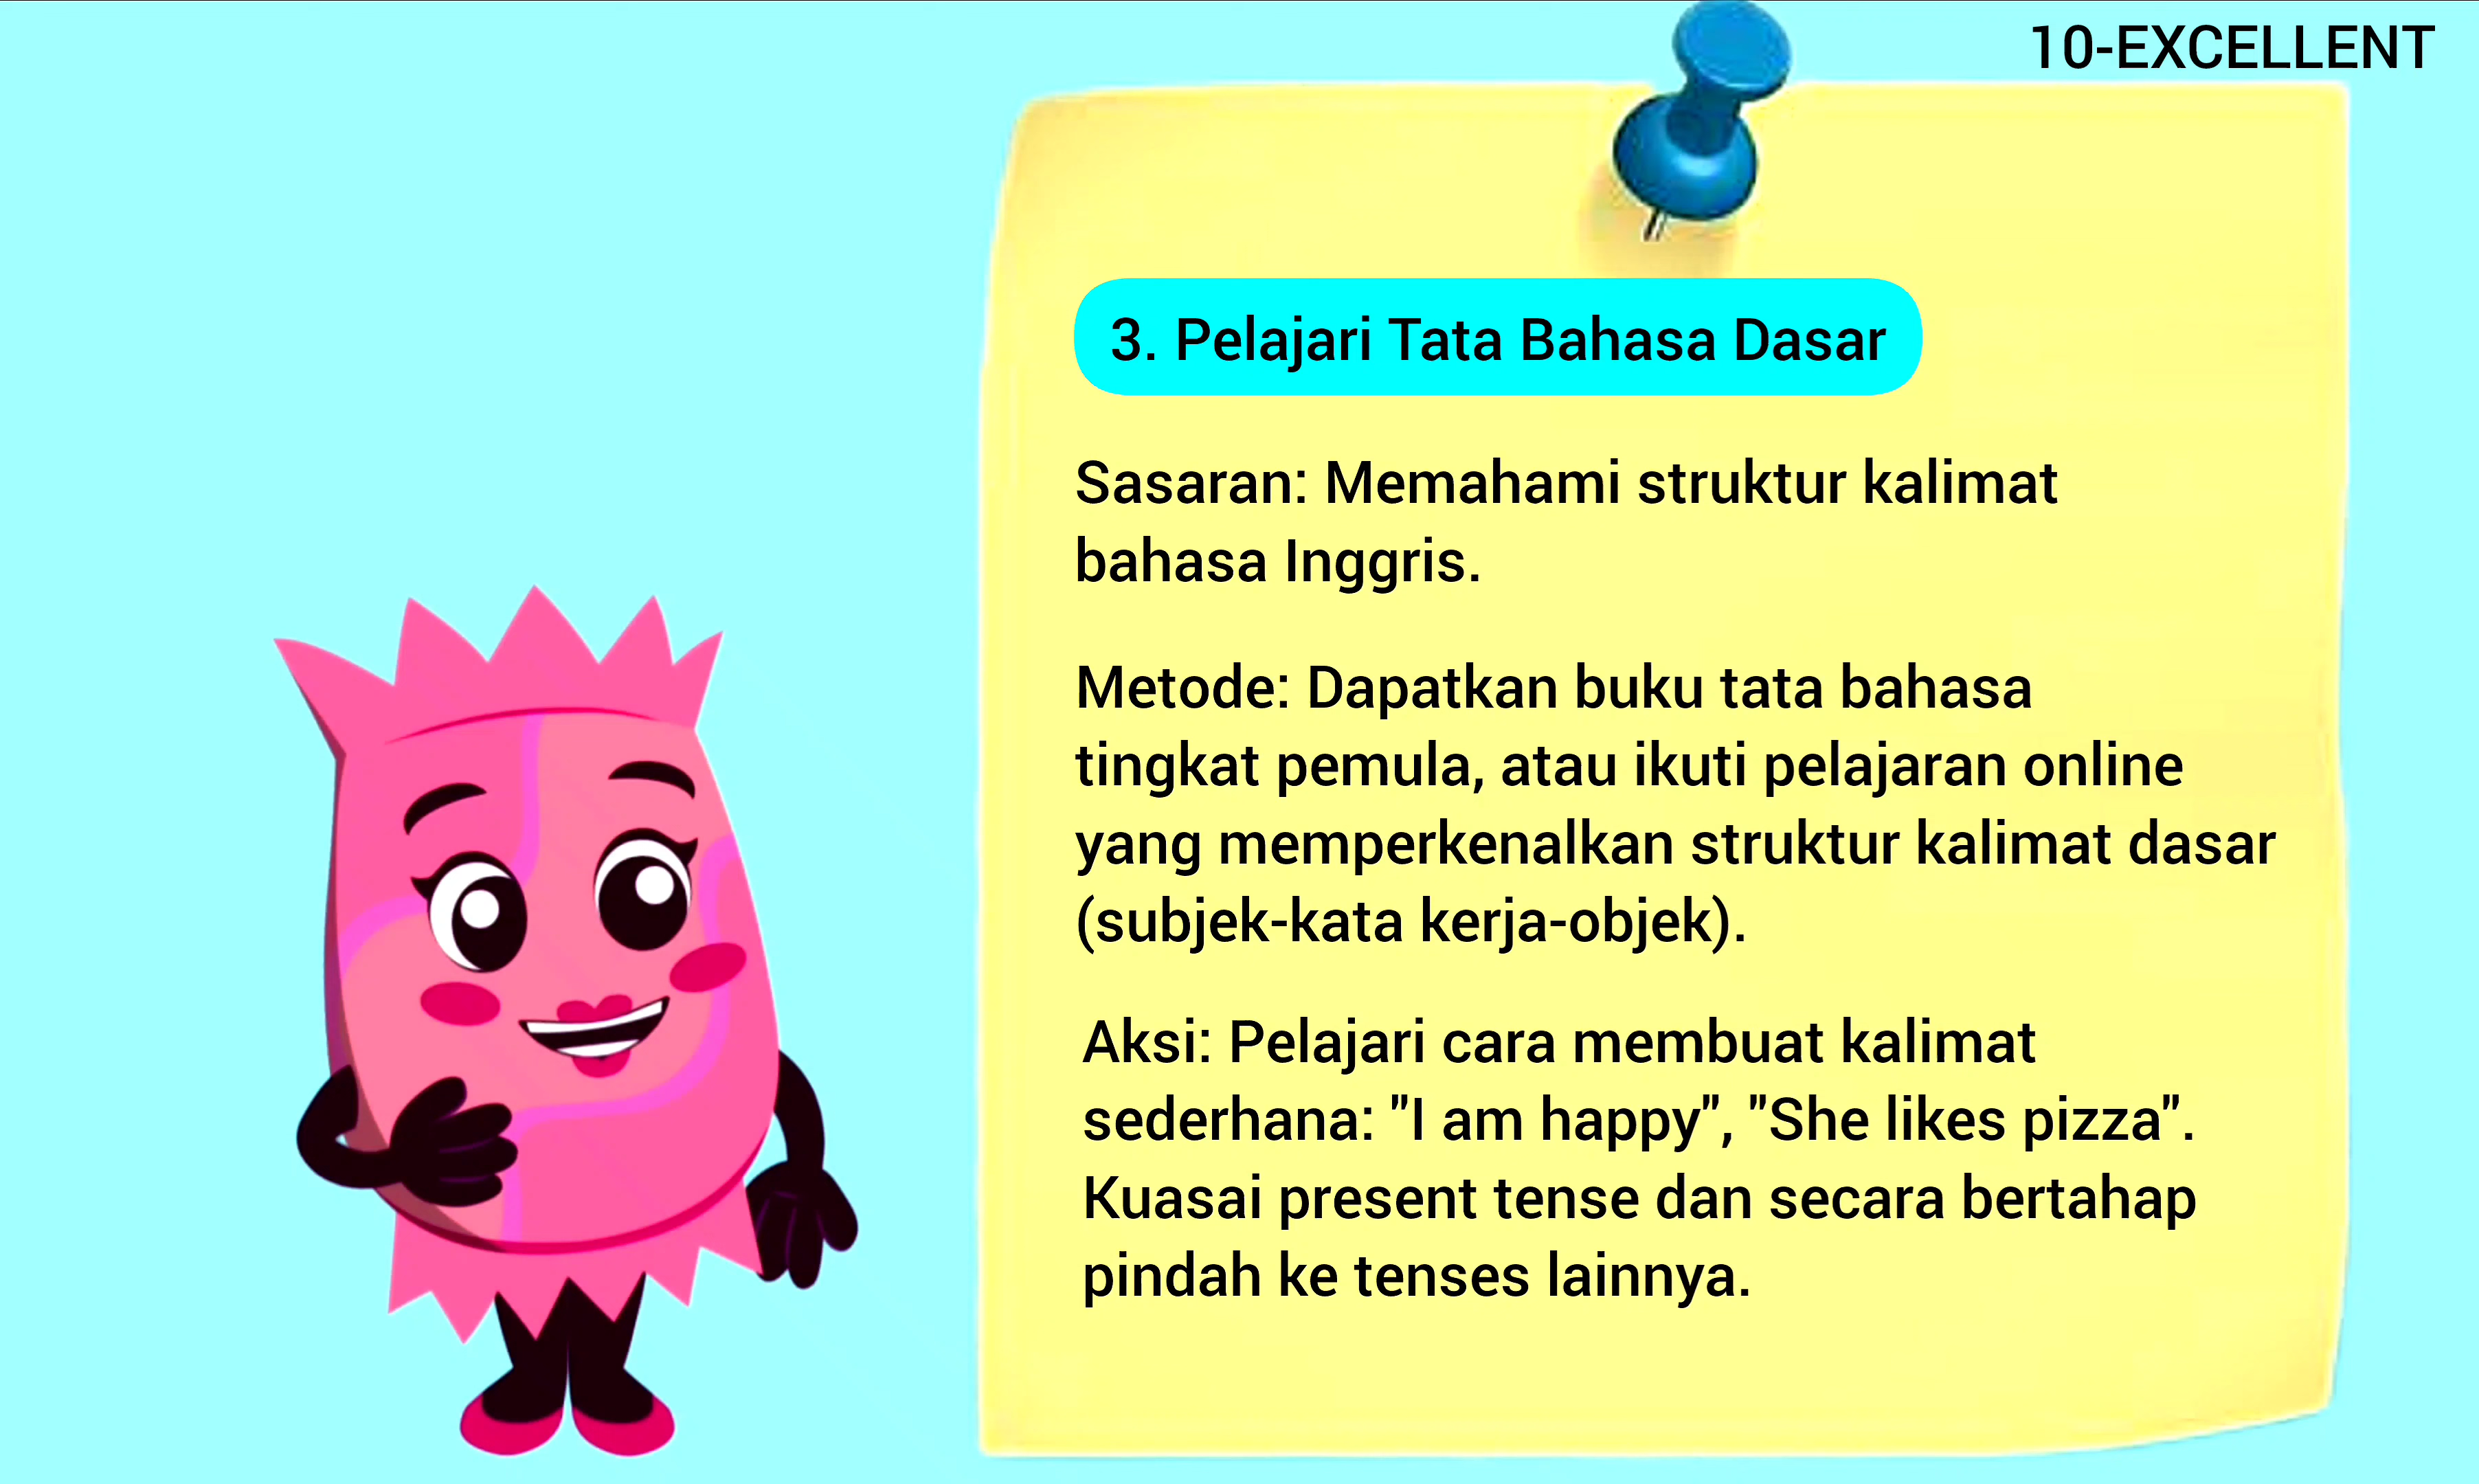 10-EXCELLENT
3. Pelajari Tata Bahasa Dasar
Sasaran: Memahami struktur kalimat
bahasa Inggris.
Metode: Dapatkan buku tata bahasa
tingkat pemula, atau ikuti pelajaran online
yang memperkenalkan struktur kalimat dasar
(subjek-kata kerja-objek).
Aksi: Pelajari cara membuat kalimat
sederhana: "I am happy", "She likes pizza".
Kuasai present tense dan secara bertahap
pindah ke tenses lainnya.